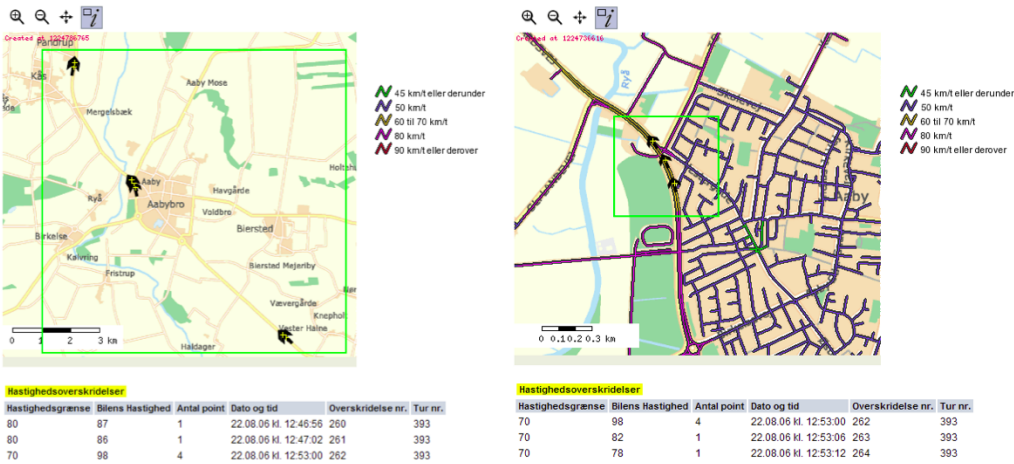 Created at 1224786765
Pandrup
Kås
Aaby Mose
Mergelsbæk
Holtshu
Aaby
Havgårde
Ryå
Aabybro
Voldbro
Birkelse
Biersted
Kølvring
Fristrup
Biersted Mejeriby
Nør
Vævergårde
Knephol
Vester Halne
Haldager
0 1 2 3 km
45 km/t eller derunder
50 km/t
60 til 70 km/t
80 km/t
90 km/t eller derover
Hastighedsoverskridelser
Hastighedsgrænse Bilens Hastighed Antal point Dato og tid Overskridelse nr. Tur nr.
80 87 1 22.08.06 kl. 12:46:56 260 393
80 86 1 22.08.06 kl. 12:47:02 261 393
70 98 4 22.08.06 kl. 12:53:00 262 393
Created at 1224736616
Ryå
Skolevej
Aaby
0 0.1 0.2 0.3 km
45 km/t eller derunder
50 km/t
60 til 70 km/t
80 km/t
90 km/t eller derover
Hastighedsoverskridelser
Hastighedsgrænse Bilens Hastighed Antal point Dato og tid Overskridelse nr. Tur nr.
70 98 4 22.08.06 kl. 12:53:00 262 393
70 82 1 22.08.06 kl. 12:53:06 263 393
70 78 1 22.08.06 kl. 12:53:12 264 393